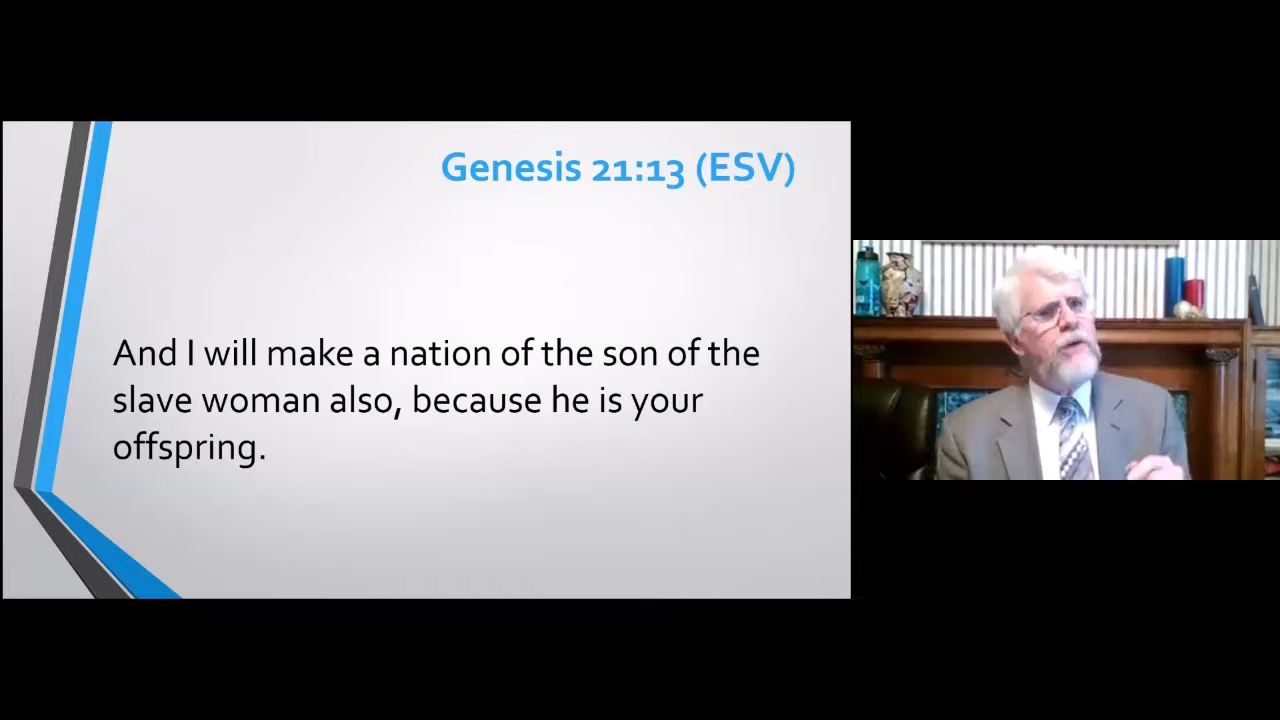 Genesis 21:13 (ESV)
And I will make a nation of the son of the
slave woman also, because he is your
offspring.